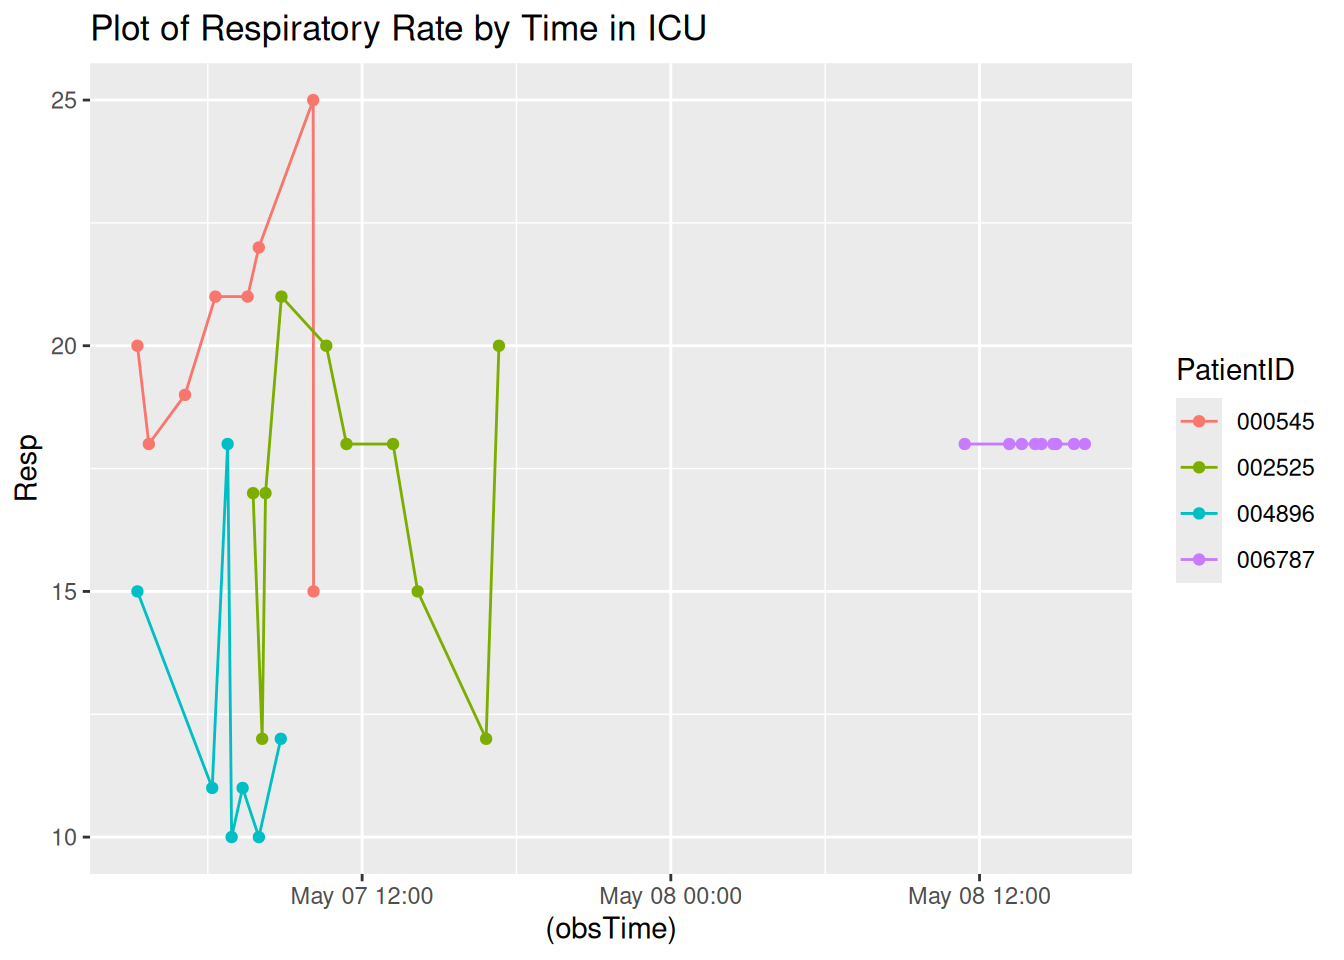 Plot of Respiratory Rate by Time in ICU
25
20
15
10
Resp
May 07 12:00
May 08 00:00
May 08 12:00
(obsTime)
PatientID
000545
002525
004896
006787